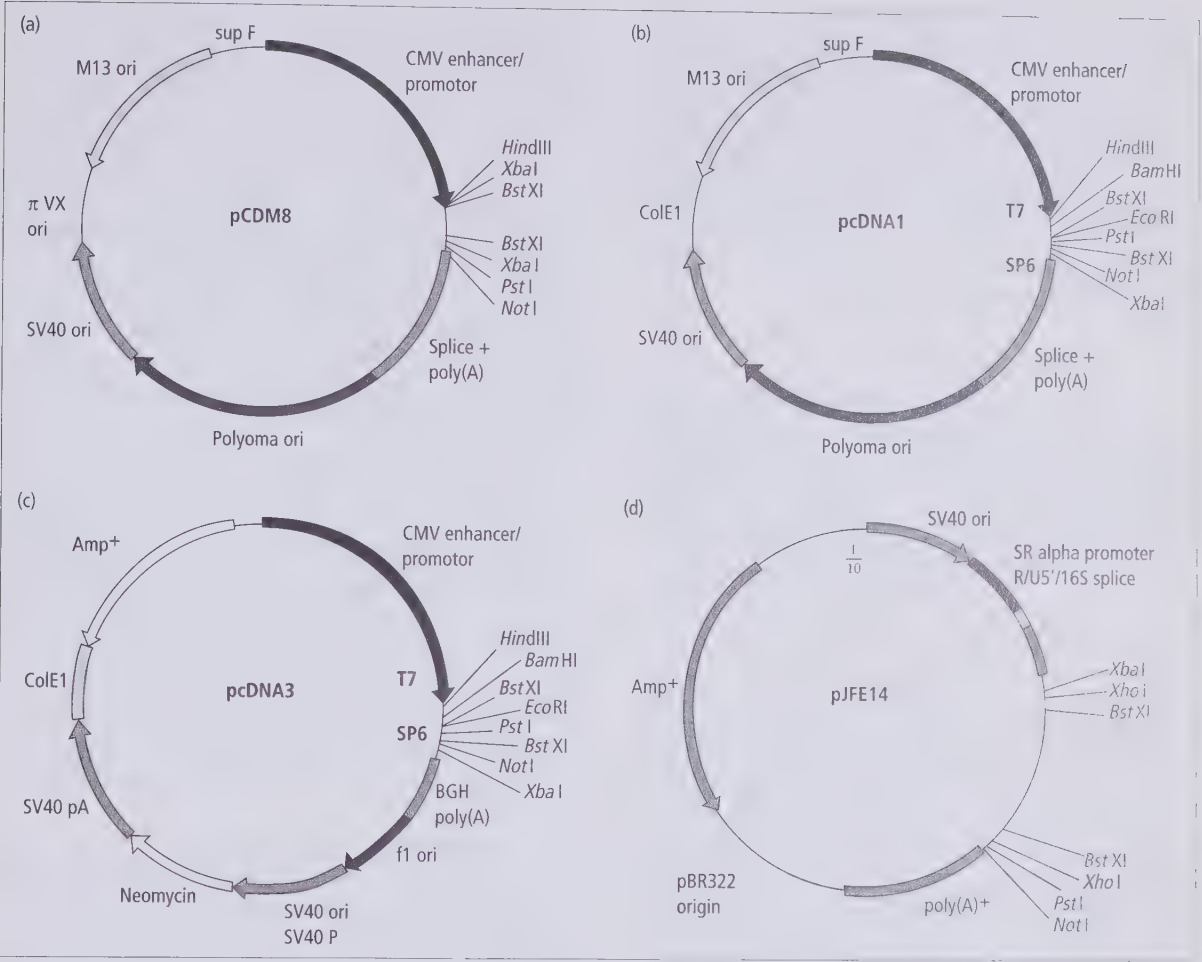 (a)
sup F
M13 ori
CMV enhancer/
promotor
HindIII
XbaI
BstXI
π VX
ori
pCDM8
BstXI
XbaI
PstI
NotI
SV40 ori
Splice +
poly(A)
Polyoma ori
(b)
sup F
M13 ori
CMV enhancer/
promotor
HindIII
BamHI
BstXI
EcoRI
PstI
BstXI
NotI
XbaI
ColE1
pcDNA1
T7
SP6
SV40 ori
Splice +
poly(A)
Polyoma ori
(c)
Amp+
CMV enhancer/
promotor
HindIII
BamHI
BstXI
EcoRI
PstI
BstXI
NotI
XbaI
ColE1
pcDNA3
T7
SP6
SV40 pA
BGH
poly(A)
f1 ori
Neomycin
SV40 ori
SV40 P
(d)
SV40 ori
1
10
SR alpha promoter
R/U5'/16S splice
XbaI
XhoI
BstXI
Amp+
pJFE14
BstXI
XhoI
PstI
NotI
pBR322
origin
poly(A)+